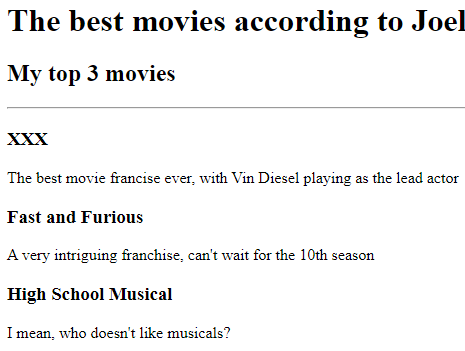 The best movies according to Joel
My top 3 movies
XXX
The best movie francise ever, with Vin Diesel playing as the lead actor
Fast and Furious
A very intriguing franchise, can't wait for the 10th season
High School Musical
I mean, who doesn't like musicals?